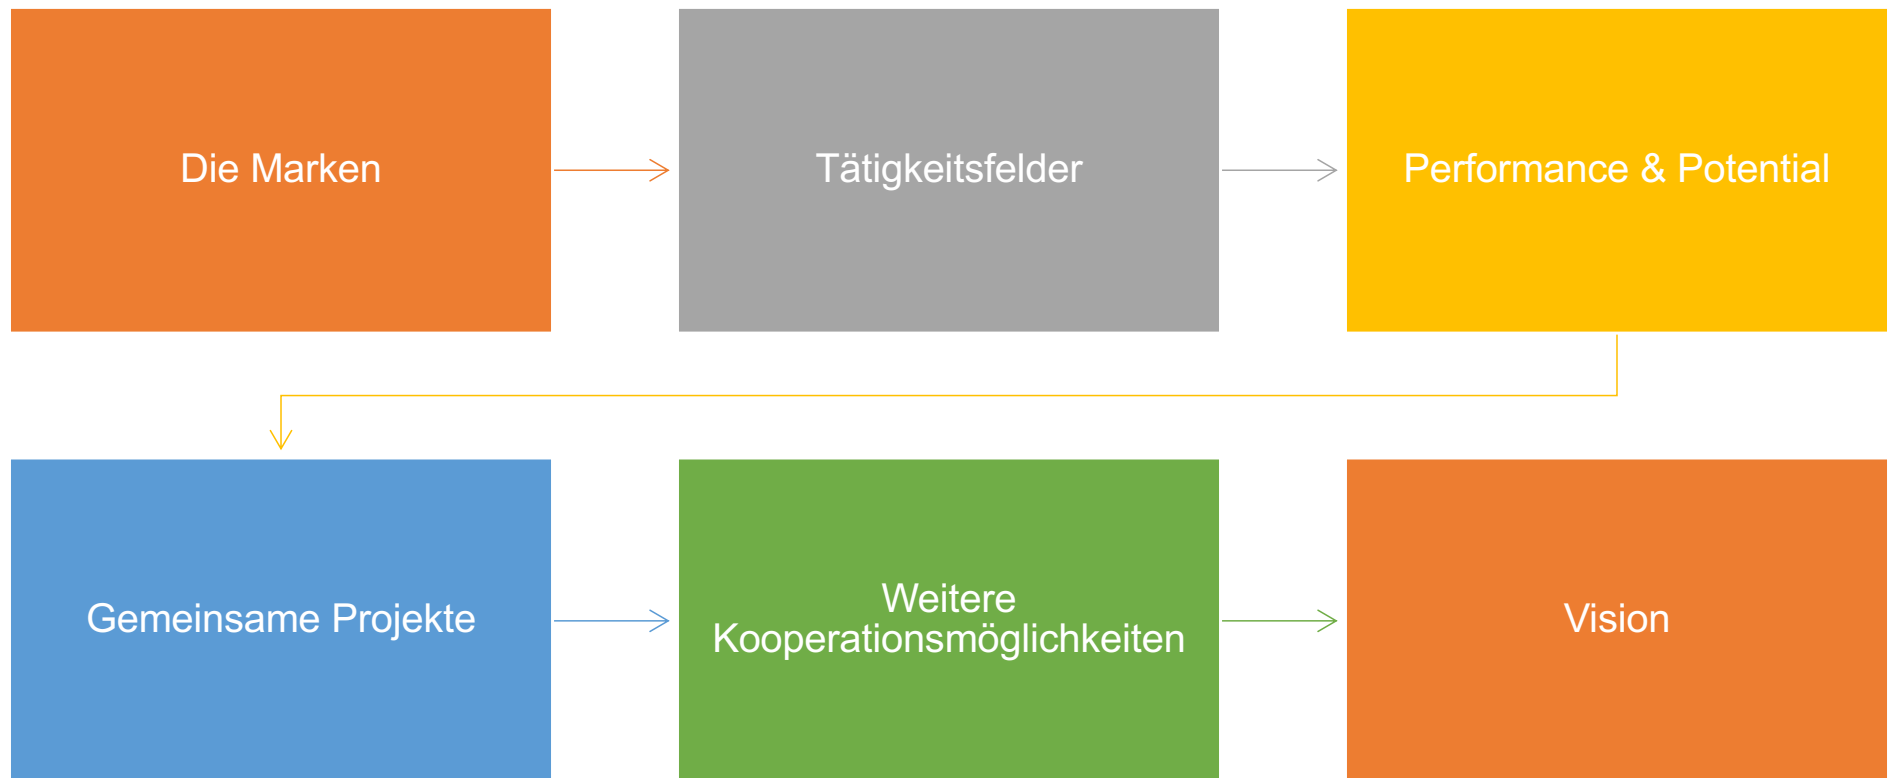 Die Marken
Tätigkeitsfelder
Performance & Potential
Gemeinsame Projekte
Weitere
Kooperationsmöglichkeiten
Vision